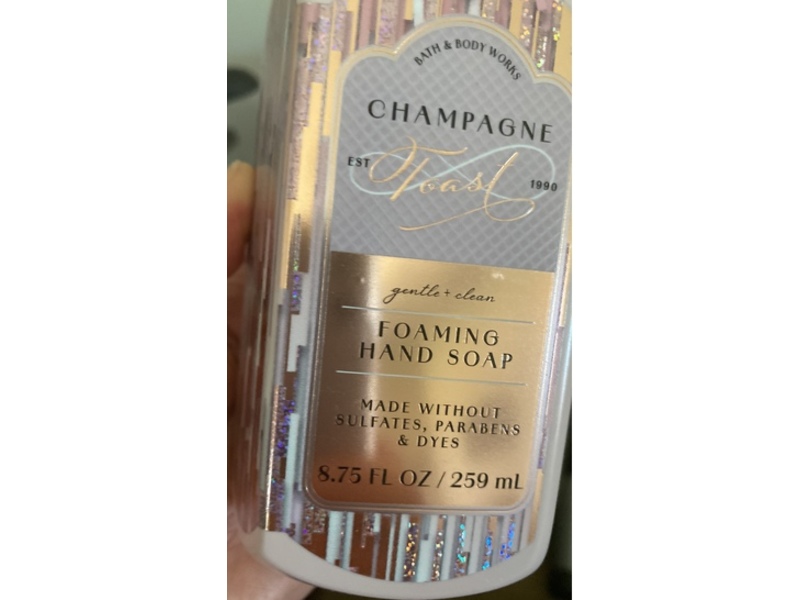 BATH & BODY WORKS
CHAMPAGNE
EST Toast 1990
gentle + clean
FOAMING
HAND SOAP
MADE WITHOUT
SULFATES, PARABENS
& DYES
8.75 FL OZ / 259 mL